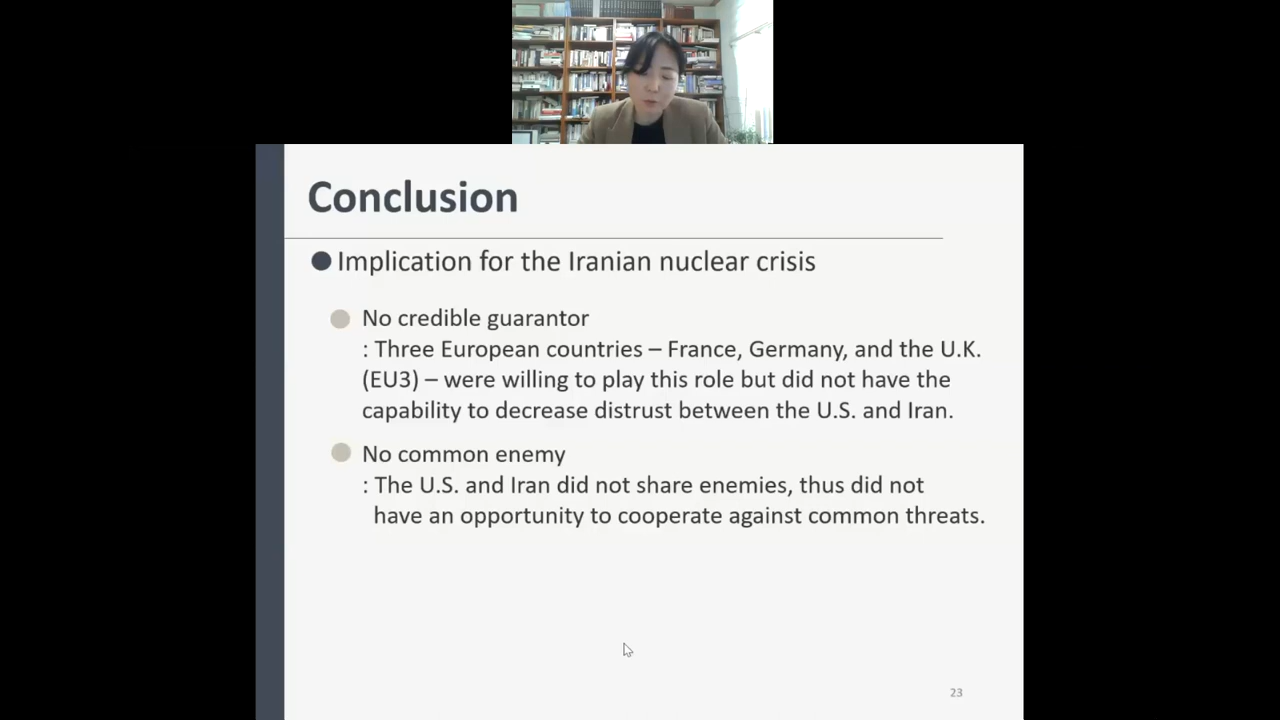 Conclusion
Implication for the Iranian nuclear crisis
No credible guarantor
: Three European countries – France, Germany, and the U.K.
(EU3) – were willing to play this role but did not have the
capability to decrease distrust between the U.S. and Iran.
No common enemy
: The U.S. and Iran did not share enemies, thus did not
have an opportunity to cooperate against common threats.
23